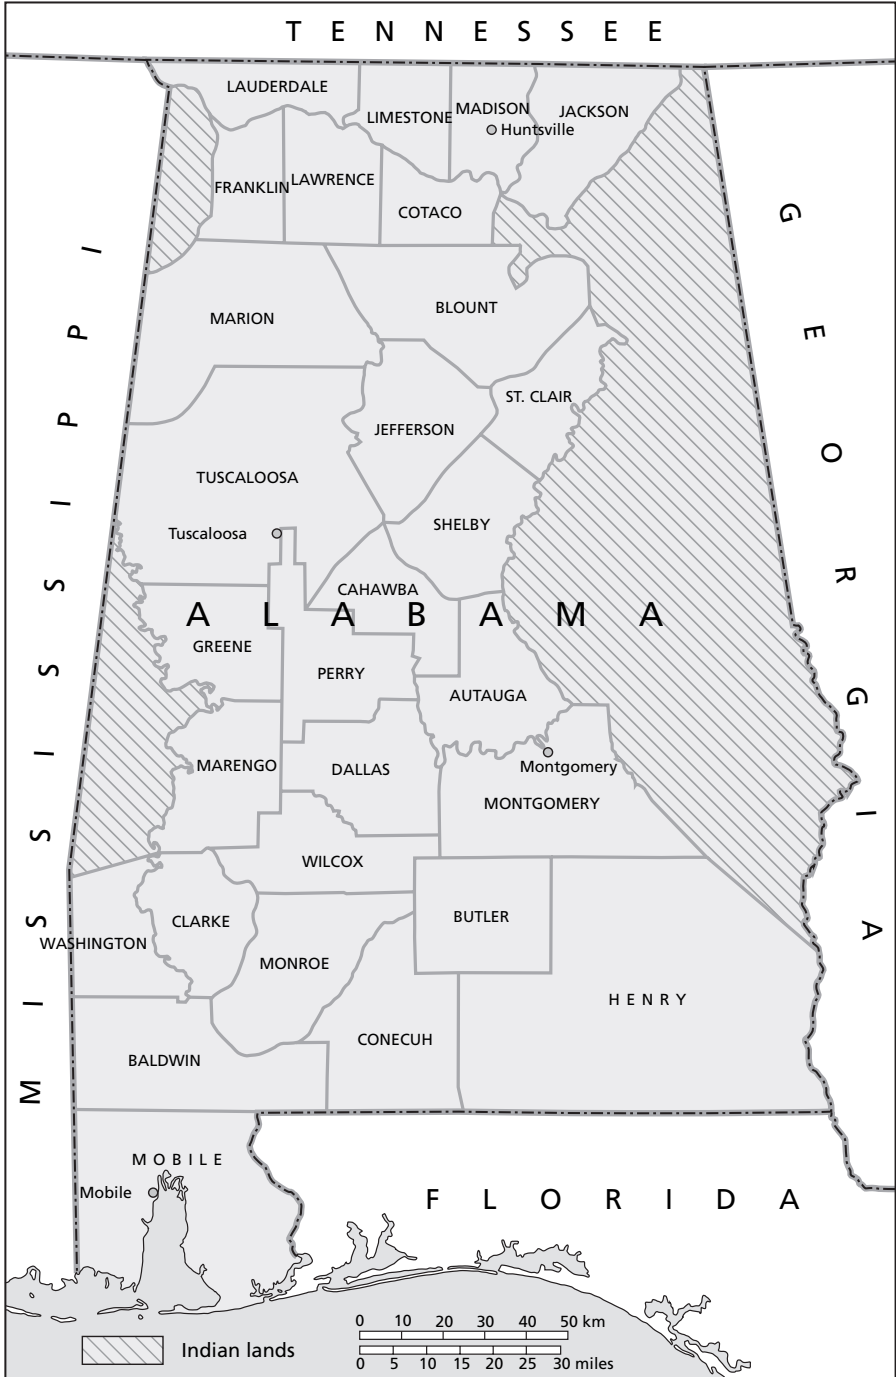 TENNESSEE
LAUDERDALE
LIMESTONE
MADISON
Huntsville
JACKSON
FRANKLIN
LAWRENCE
COTACO
MISSISSIPPI
GEORGIA
MARION
BLOUNT
ST. CLAIR
JEFFERSON
TUSCALOOSA
Tuscaloosa
SHELBY
CAHAWBA
ALABAMA
GREENE
PERRY
AUTAUGA
MARENGO
DALLAS
Montgomery
MONTGOMERY
WILCOX
CLARKE
BUTLER
WASHINGTON
MONROE
HENRY
CONECUH
BALDWIN
MOBILE
Mobile
FLORIDA
Indian lands
0 10 20 30 40 50 km
0 5 10 15 20 25 30 miles